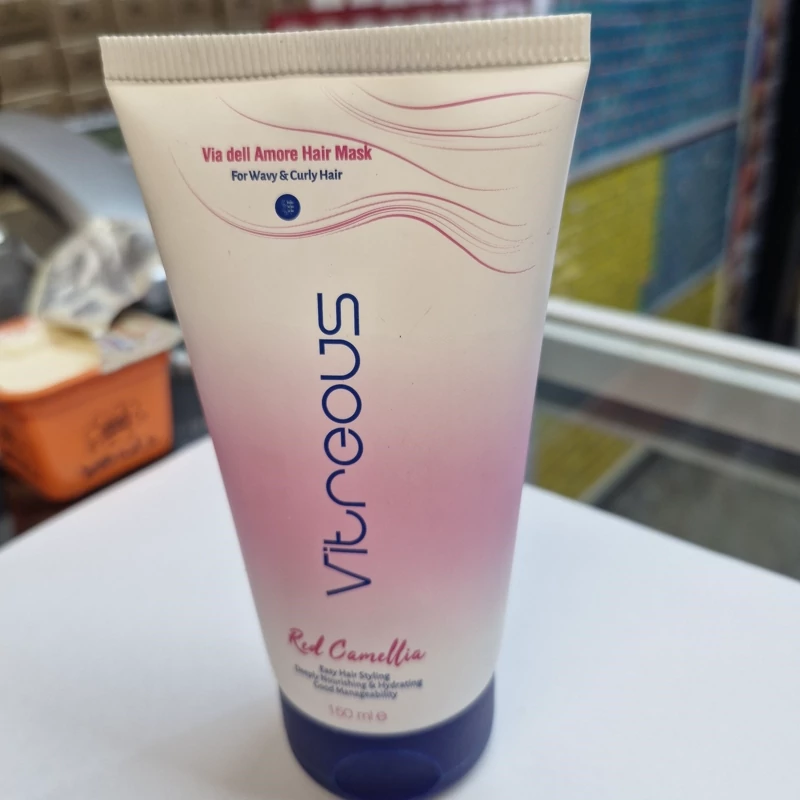 Via dell Amore Hair Mask
For Wavy & Curly Hair
Vitreous
Red Camellia
Easy Hair Styling
Deeply Nourishing & Hydrating
Good Manageability
150 ml e